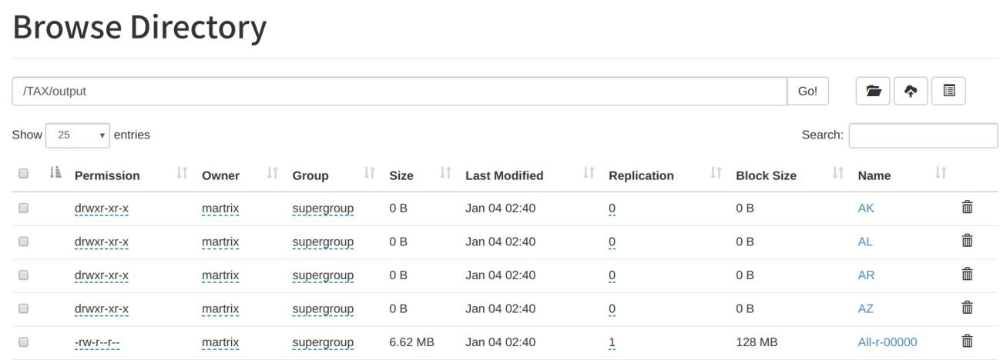 Browse Directory
/TAX/output Go!
Show 25 entries Search:
Permission Owner Group Size Last Modified Replication Block Size Name
drwxr-xr-x martrix supergroup 0 B Jan 04 02:40 0 0 B AK
drwxr-xr-x martrix supergroup 0 B Jan 04 02:40 0 0 B AL
drwxr-xr-x martrix supergroup 0 B Jan 04 02:40 0 0 B AR
drwxr-xr-x martrix supergroup 0 B Jan 04 02:40 0 0 B AZ
-rw-r--r-- martrix supergroup 6.62 MB Jan 04 02:40 1 128 MB All-r-00000